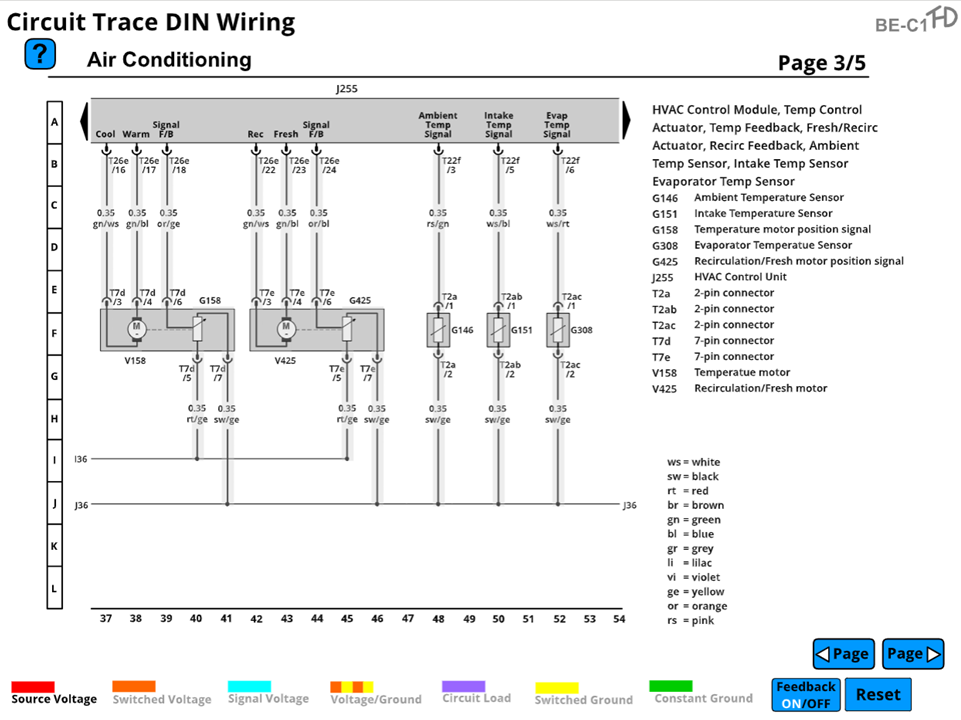 Circuit Trace DIN Wiring
BE-C1
THD
?
Air Conditioning
Page 3/5
J255
A
B
C
D
E
F
G
H
I
J
K
L
Cool Warm Signal F/B
Rec Fresh Signal F/B
Ambient Temp Signal
Intake Temp Signal
Evap Temp Signal
T26e /16
T26e /17
T26e /18
T26e /22
T26e /23
T26e /24
T22f /3
T22f /5
T22f /6
0.35 gn/ws
0.35 gn/bl
0.35 or/ge
0.35 gn/ws
0.35 gn/bl
0.35 or/bl
0.35 rs/gn
0.35 ws/bl
0.35 ws/rt
T7d /3
T7d /4
T7d /6
G158
T7e /3
T7e /4
T7e /6
G425
T2a /1
T2ab /1
T2ac /1
M
M
G146
G151
G308
V158
V425
T7d /5
T7d /7
T7e /5
T7e /7
T2a /2
T2ab /2
T2ac /2
0.35 rt/ge
0.35 sw/ge
0.35 rt/ge
0.35 sw/ge
0.35 sw/ge
0.35 sw/ge
0.35 sw/ge
I36
J36
J36
37 38 39 40 41 42 43 44 45 46 47 48 49 50 51 52 53 54
HVAC Control Module, Temp Control
Actuator, Temp Feedback, Fresh/Recirc
Actuator, Recirc Feedback, Ambient
Temp Sensor, Intake Temp Sensor
Evaporator Temp Sensor
G146 Ambient Temperature Sensor
G151 Intake Temperature Sensor
G158 Temperature motor position signal
G308 Evaporator Temperatue Sensor
G425 Recirculation/Fresh motor position signal
J255 HVAC Control Unit
T2a 2-pin connector
T2ab 2-pin connector
T2ac 2-pin connector
T7d 7-pin connector
T7e 7-pin connector
V158 Temperatue motor
V425 Recirculation/Fresh motor
ws = white
sw = black
rt = red
br = brown
gn = green
bl = blue
gr = grey
li = lilac
vi = violet
ge = yellow
or = orange
rs = pink
Page
Page
Source Voltage
Switched Voltage
Signal Voltage
Voltage/Ground
Circuit Load
Switched Ground
Constant Ground
Feedback
ON/OFF
Reset